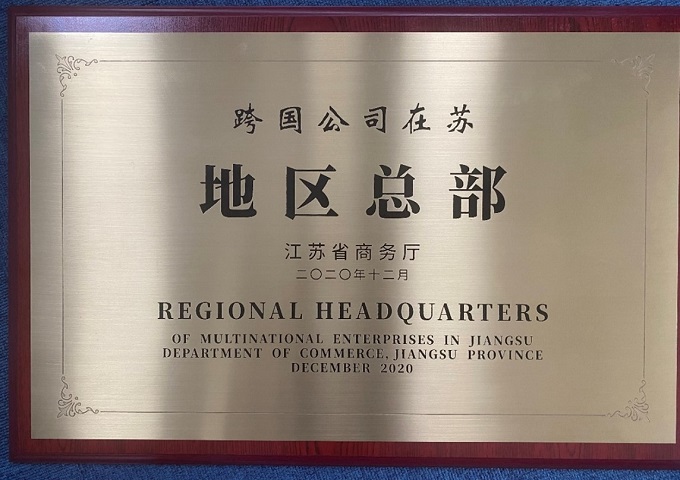 跨国公司在苏
地区总部
江苏省商务厅
二〇二〇年十二月
REGIONAL HEADQUARTERS
OF MULTINATIONAL ENTERPRISES IN JIANGSU
DEPARTMENT OF COMMERCE, JIANGSU PROVINCE
DECEMBER 2020